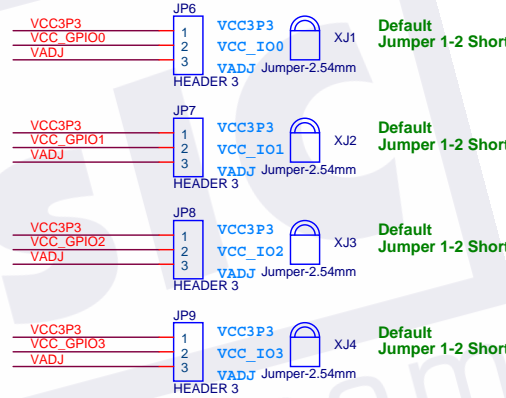 JP6
VCC3P3 1 VCC3P3 Default
VCC_GPIO0 2 VCC_IO0 XJ1 Jumper 1-2 Short
VADJ 3 VADJ Jumper-2.54mm
HEADER 3
JP7
VCC3P3 1 VCC3P3 Default
VCC_GPIO1 2 VCC_IO1 XJ2 Jumper 1-2 Short
VADJ 3 VADJ Jumper-2.54mm
HEADER 3
JP8
VCC3P3 1 VCC3P3 Default
VCC_GPIO2 2 VCC_IO2 XJ3 Jumper 1-2 Short
VADJ 3 VADJ Jumper-2.54mm
HEADER 3
JP9
VCC3P3 1 VCC3P3 Default
VCC_GPIO3 2 VCC_IO3 XJ4 Jumper 1-2 Short
VADJ 3 VADJ Jumper-2.54mm
HEADER 3